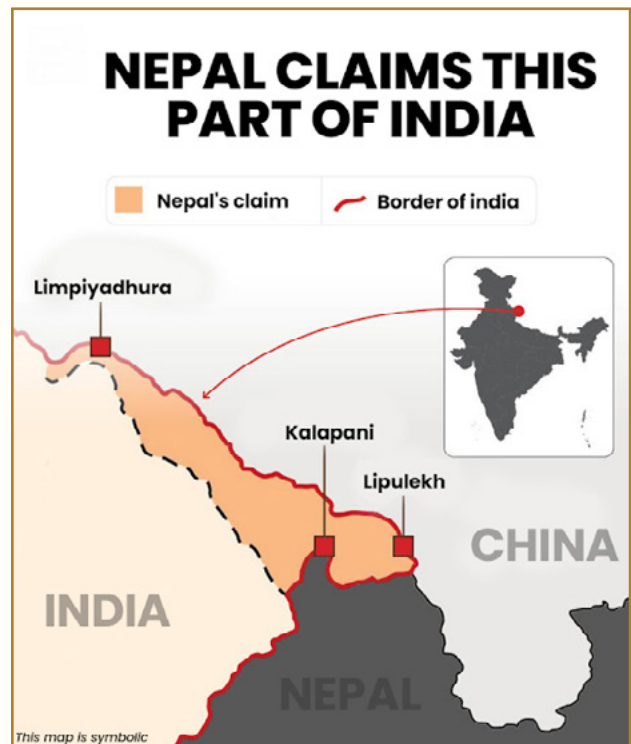 NEPAL CLAIMS THIS
PART OF INDIA
Nepal's claim
Border of india
Limpiyadhura
Kalapani
Lipulekh
CHINA
INDIA
NEPAL
This map is symbolic